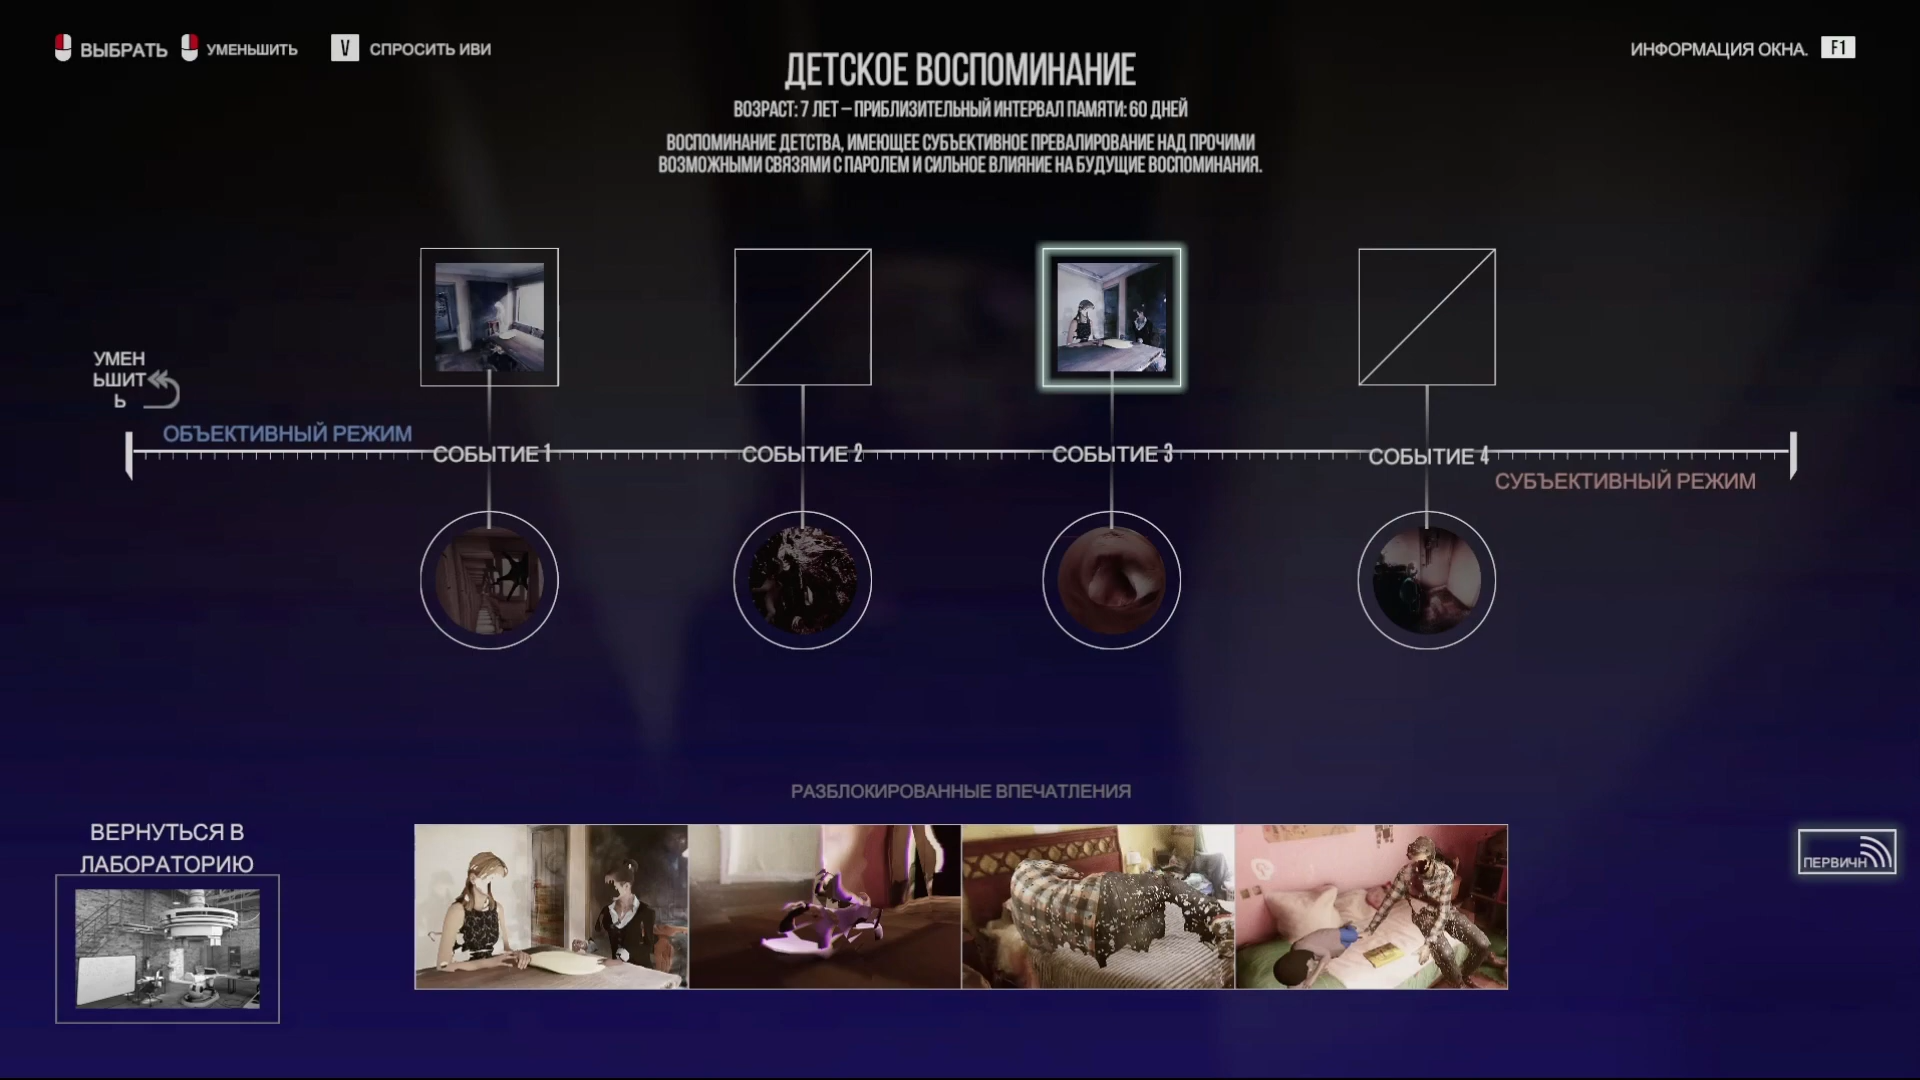 ВЫБРАТЬ УМЕНЬШИТЬ V СПРОСИТЬ ИВИ
ИНФОРМАЦИЯ ОКНА. F1
ДЕТСКОЕ ВОСПОМИНАНИЕ
ВОЗРАСТ: 7 ЛЕТ – ПРИБЛИЗИТЕЛЬНЫЙ ИНТЕРВАЛ ПАМЯТИ: 60 ДНЕЙ
ВОСПОМИНАНИЕ ДЕТСТВА, ИМЕЮЩЕЕ СУБЪЕКТИВНОЕ ПРЕВАЛИРОВАНИЕ НАД ПРОЧИМИ
ВОЗМОЖНЫМИ СВЯЗЯМИ С ПАРОЛЕМ И СИЛЬНОЕ ВЛИЯНИЕ НА БУДУЩИЕ ВОСПОМИНАНИЯ.
УМЕН
ЬШИТ
Ь
ОБЪЕКТИВНЫЙ РЕЖИМ
СОБЫТИЕ 1
СОБЫТИЕ 2
СОБЫТИЕ 3
СОБЫТИЕ 4
СУБЪЕКТИВНЫЙ РЕЖИМ
РАЗБЛОКИРОВАННЫЕ ВПЕЧАТЛЕНИЯ
ВЕРНУТЬСЯ В
ЛАБОРАТОРИЮ
ПЕРВИЧН